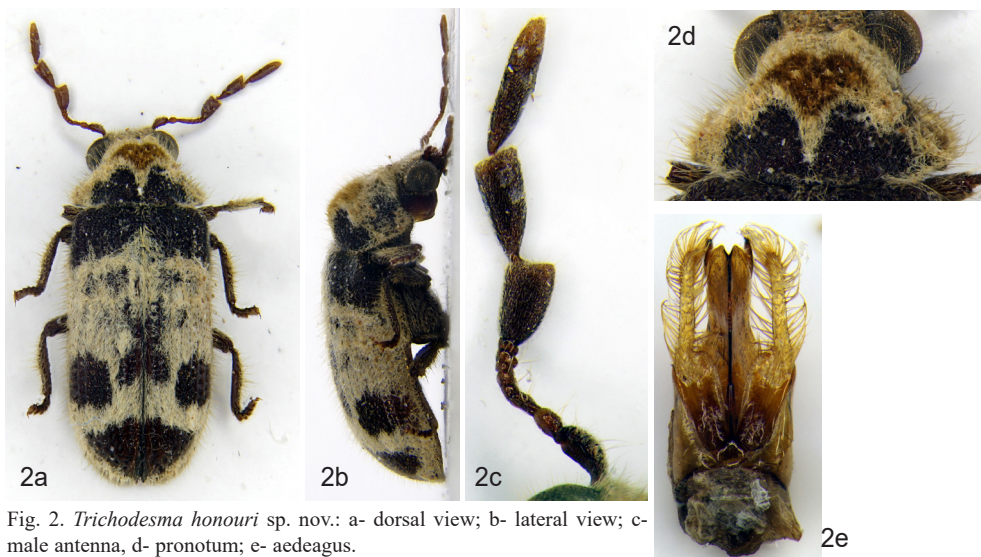 2a
2b
2c
2d
2e
Fig. 2. Trichodesma honouri sp. nov.: a- dorsal view; b- lateral view; c-
male antenna, d- pronotum; e- aedeagus.